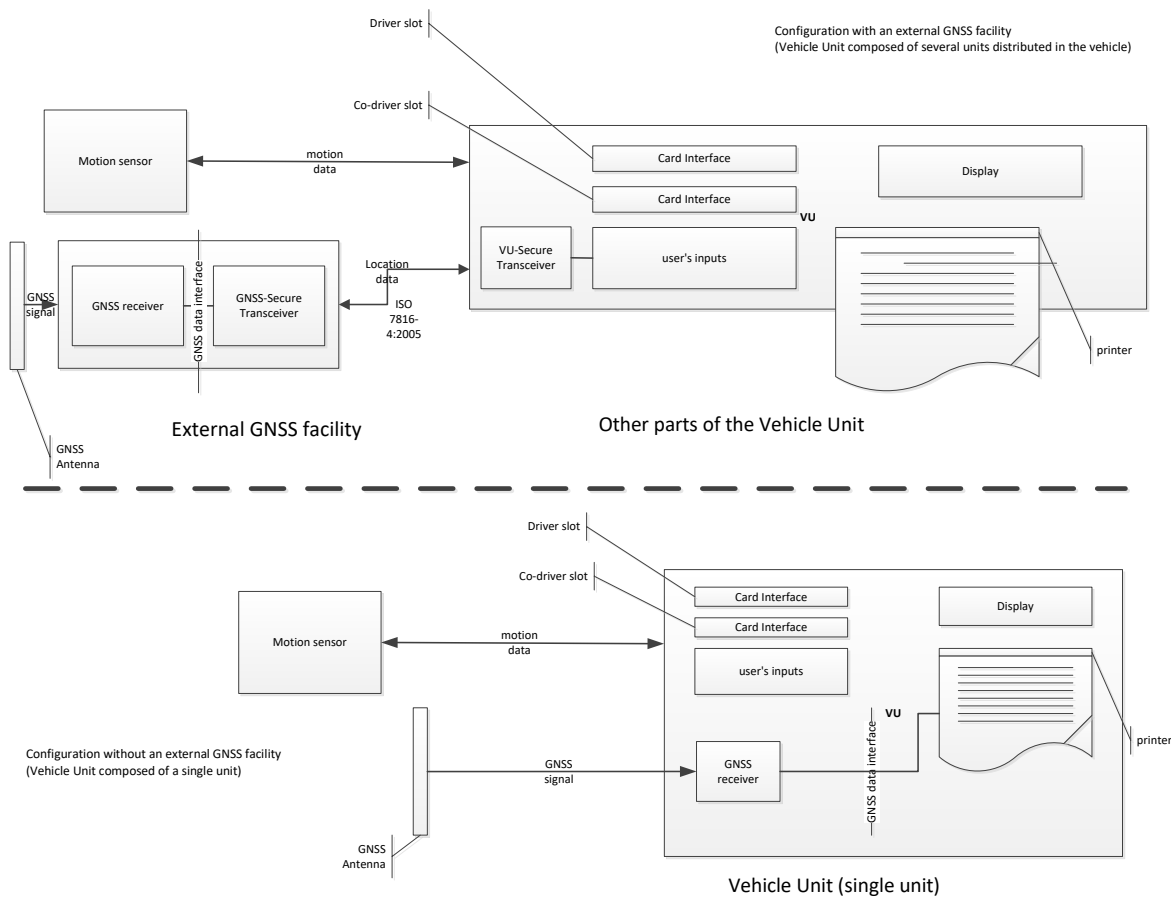 Driver slot
Configuration with an external GNSS facility
(Vehicle Unit composed of several units distributed in the vehicle)
Co-driver slot
Motion sensor
motion
data
Card Interface
Display
Card Interface
VU
VU-Secure
Transceiver
user's inputs
GNSS
signal
GNSS receiver
GNSS data interface
GNSS-Secure
Transceiver
Location
data
ISO
7816-
4:2005
printer
External GNSS facility
Other parts of the Vehicle Unit
GNSS
Antenna
Driver slot
Co-driver slot
Card Interface
Display
Motion sensor
motion
data
Card Interface
user's inputs
VU
Configuration without an external GNSS facility
(Vehicle Unit composed of a single unit)
GNSS
signal
GNSS
receiver
GNSS data interface
printer
GNSS
Antenna
Vehicle Unit (single unit)